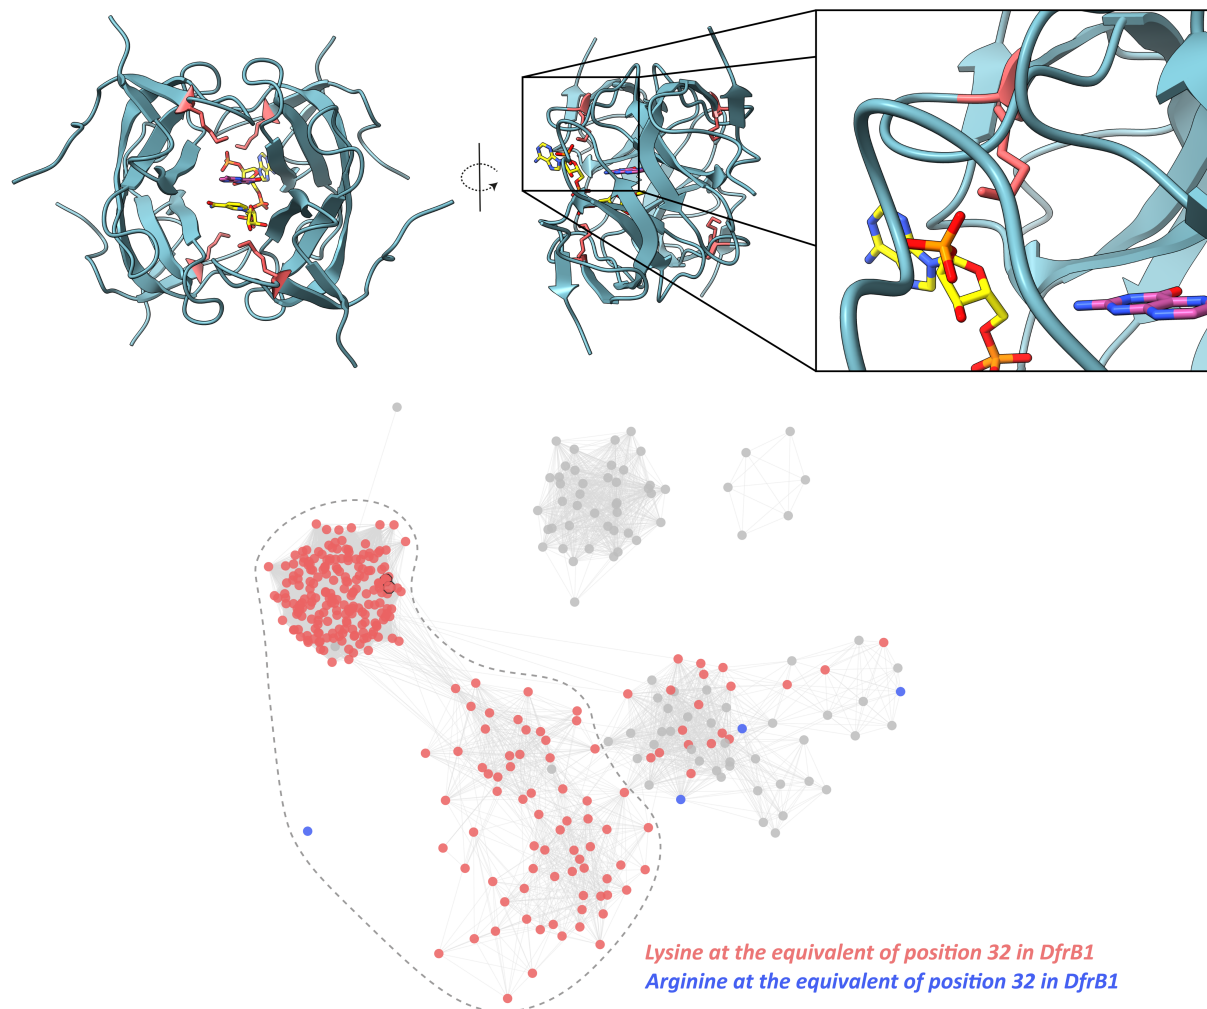 Lysine at the equivalent of position 32 in DfrB1
Arginine at the equivalent of position 32 in DfrB1